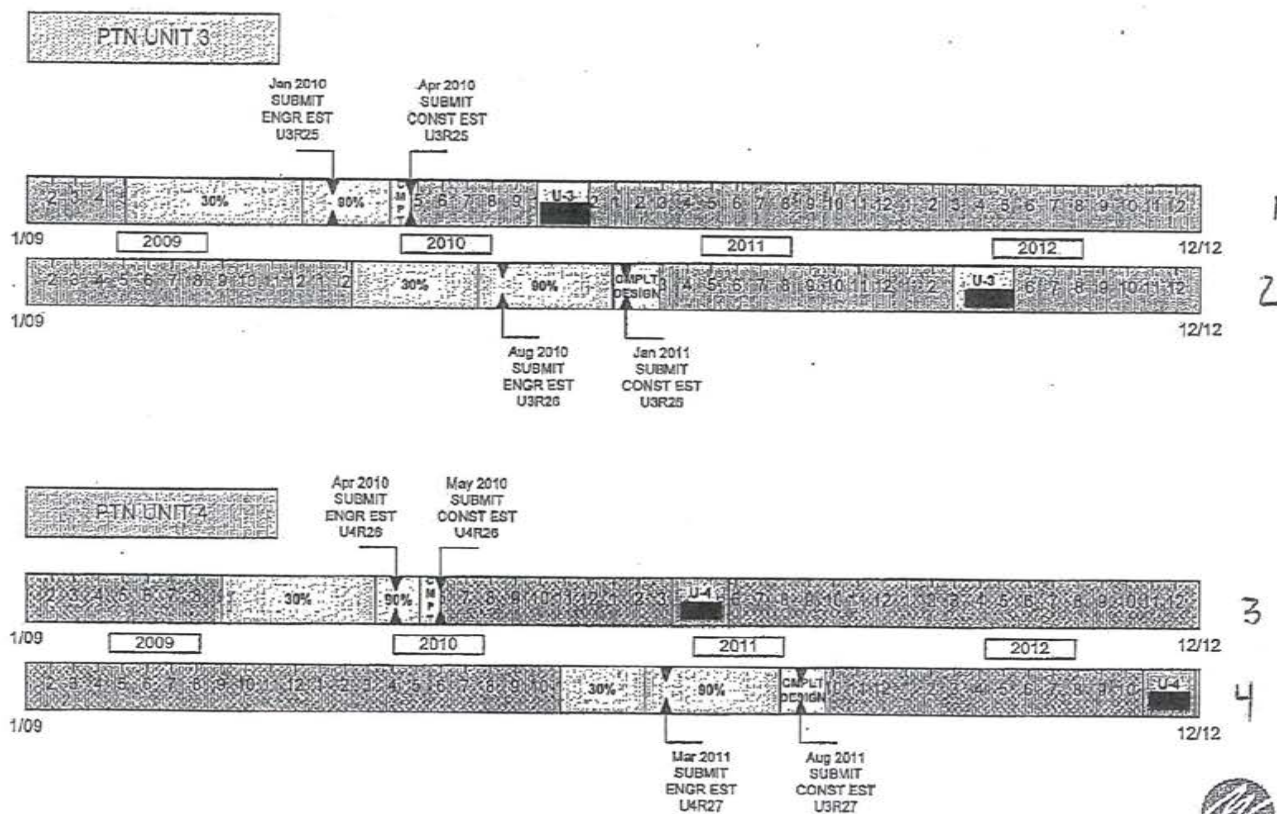 PTN UNIT 3
Jan 2010
SUBMIT
ENGR EST
U3R25
Apr 2010
SUBMIT
CONST EST
U3R25
2 3 4 30% 90% CMPT 5 6 7 8 9 U-3 2 1 2 3 4 5 6 7 8 9 10 11 12 1 2 3 4 5 6 7 8 9 10 11 12
1
1/09 2009 2010 2011 2012 12/12
2 3 4 5 6 7 8 9 10 11 12 1 2 30% 90% CMPLT DESIGN 3 4 5 6 7 8 9 10 11 12 1 2 U-3 6 7 8 9 10 11 12
2
1/09 12/12
Aug 2010
SUBMIT
ENGR EST
U3R26
Jan 2011
SUBMIT
CONST EST
U3R26
PTN UNIT 4
Apr 2010
SUBMIT
ENGR EST
U4R26
May 2010
SUBMIT
CONST EST
U4R26
2 3 4 5 6 7 8 30% 90% CMPT 7 8 9 10 11 12 1 2 3 U-4 6 7 8 9 10 11 12 1 2 3 4 5 6 7 8 9 10 11 12
3
1/09 2009 2010 2011 2012 12/12
2 3 4 5 6 7 8 9 10 11 12 1 2 3 4 5 6 7 8 9 10 30% 90% CMPLT DESIGN 10 11 12 1 2 3 4 5 6 7 8 9 10 U-4
4
1/09 12/12
Mar 2011
SUBMIT
ENGR EST
U4R27
Aug 2011
SUBMIT
CONST EST
U3R27